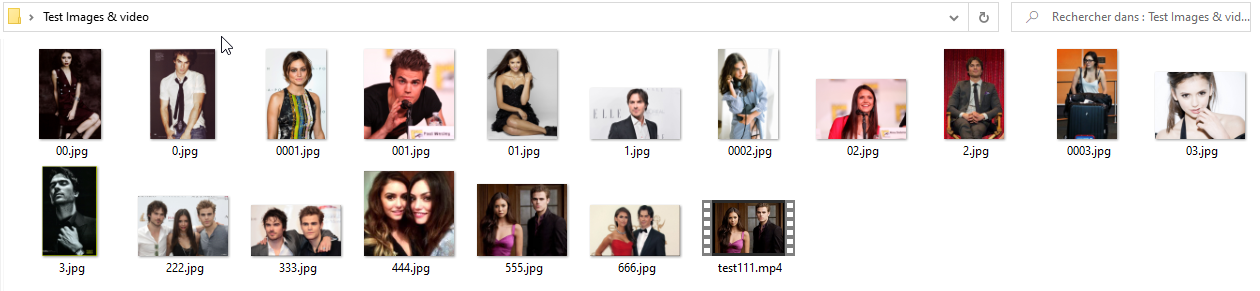 Test Images & video
Rechercher dans : Test Images & vid...
00.jpg
0.jpg
0001.jpg
001.jpg
01.jpg
1.jpg
0002.jpg
02.jpg
2.jpg
0003.jpg
03.jpg
ELLE
3.jpg
222.jpg
333.jpg
444.jpg
555.jpg
666.jpg
test111.mp4